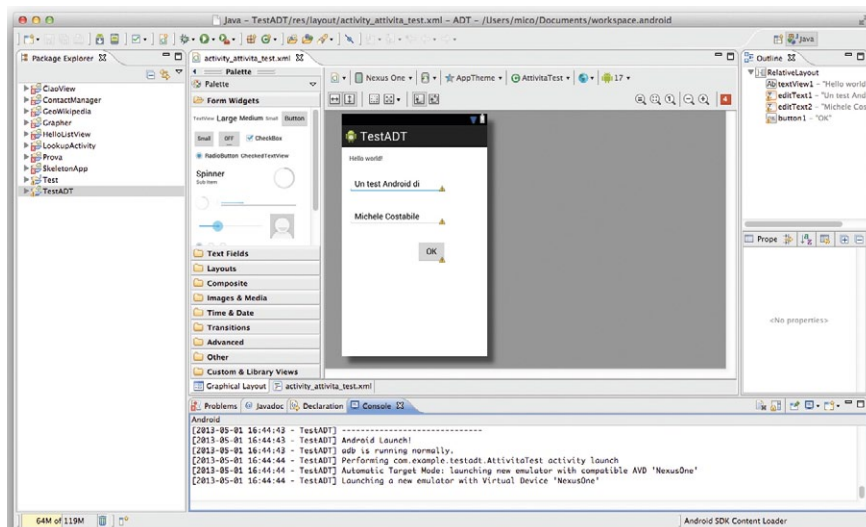 Java - TestADT/res/layout/activity_attivita_test.xml - ADT - /Users/mico/Documents/workspace.android
Java
Package Explorer
CiaoView
ContactManager
GeoWikipedia
Grapher
HelloListView
LookupActivity
Prova
SkeletonApp
Test
TestADT
activity_attivita_test.xml
Palette
Palette
Form Widgets
TextView Large Medium Small Button
Small OFF CheckBox
RadioButton CheckedTextView
Spinner
Sub Item
Text Fields
Layouts
Composite
Images & Media
Time & Date
Transitions
Advanced
Other
Custom & Library Views
Graphical Layout activity_attivita_test.xml
Nexus One AppTheme AttivitaTest 17
4
TestADT
Hello world!
Un test Android di
Michele Costabile
OK
Outline
RelativeLayout
textView1 - "Hello world
editText1 - "Un test And
editText2 - "Michele Cos
button1 - "OK"
Prope
<No properties>
Problems Javadoc Declaration Console
Android
[2013-05-01 16:44:43 - TestADT] ------------------------------
[2013-05-01 16:44:43 - TestADT] Android Launch!
[2013-05-01 16:44:43 - TestADT] adb is running normally.
[2013-05-01 16:44:44 - TestADT] Performing com.example.testadt.AttivitaTest activity launch
[2013-05-01 16:44:44 - TestADT] Automatic Target Mode: launching new emulator with compatible AVD 'NexusOne'
[2013-05-01 16:44:44 - TestADT] Launching a new emulator with Virtual Device 'NexusOne'
64M of 119M
Android SDK Content Loader